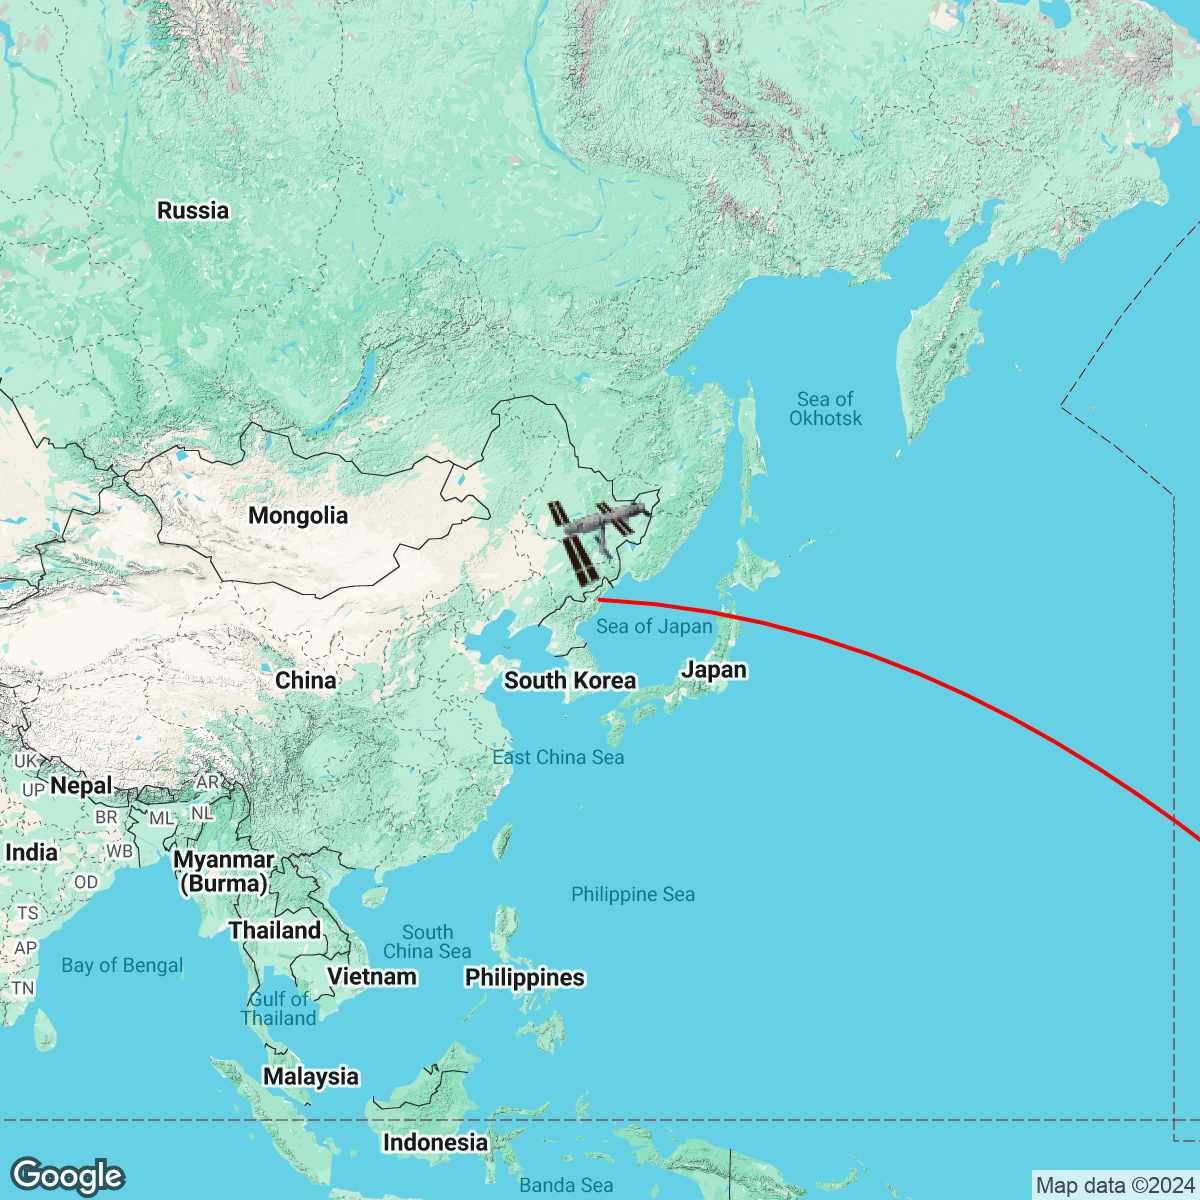 Russia
Sea of
Okhotsk
Mongolia
Sea of Japan
Japan
China
South Korea
East China Sea
UK
UP
Nepal
AR
BR
ML
NL
India
WB
Myanmar
(Burma)
OD
Philippine Sea
TS
Thailand
South
China Sea
AP
Bay of Bengal
Vietnam
Philippines
TN
Gulf of
Thailand
Malaysia
Indonesia
Banda Sea
Google
Map data ©2024